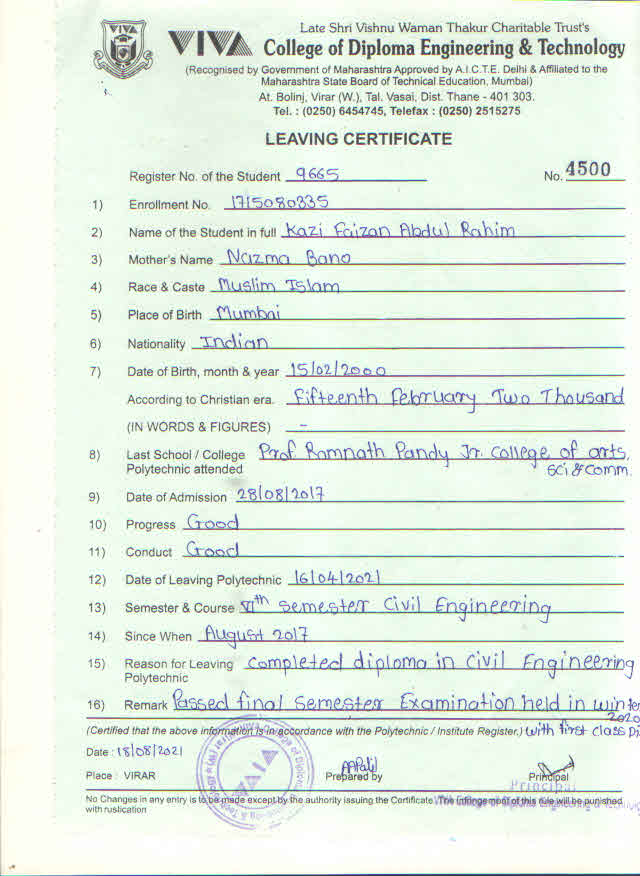 Late Shri Vishnu Waman Thakur Charitable Trust's
VIVA College of Diploma Engineering & Technology
(Recognised by Government of Maharashtra Approved by A.I.C.T.E. Delhi & Affiliated to the
Maharashtra State Board of Technical Education, Mumbai)
At. Bolinj, Virar (W.), Tal. Vasai, Dist. Thane - 401 303.
Tel. : (0250) 6454745, Telefax : (0250) 2515275
LEAVING CERTIFICATE
Register No. of the Student 9665 No. 4500
1) Enrollment No. 1715080335
2) Name of the Student in full Kazi Faizan Abdul Rahim
3) Mother's Name Nazma Bano
4) Race & Caste Muslim Islam
5) Place of Birth Mumbai
6) Nationality Indian
7) Date of Birth, month & year 15/02/2000
According to Christian era. Fifteenth February Two Thousand
(IN WORDS & FIGURES) -
8) Last School / College Prof. Ramnath Pandy Jr. College of arts,
Polytechnic attended sci & Comm.
9) Date of Admission 28/08/2017
10) Progress Good
11) Conduct Good
12) Date of Leaving Polytechnic 16/04/2021
13) Semester & Course VIth Semester Civil Engineering
14) Since When August 2017
15) Reason for Leaving Completed diploma in Civil Engineering
Polytechnic
16) Remark Passed final Semester Examination held in Winter
2020
(Certified that the above information is in accordance with the Polytechnic / Institute Register.) With first class Di
Date : 18/08/2021
Place : VIRAR Prepared by Principal
Principal
No Changes in any entry is to be made except by the authority issuing the Certificate. The infringement of this rule will be punished
with rustication